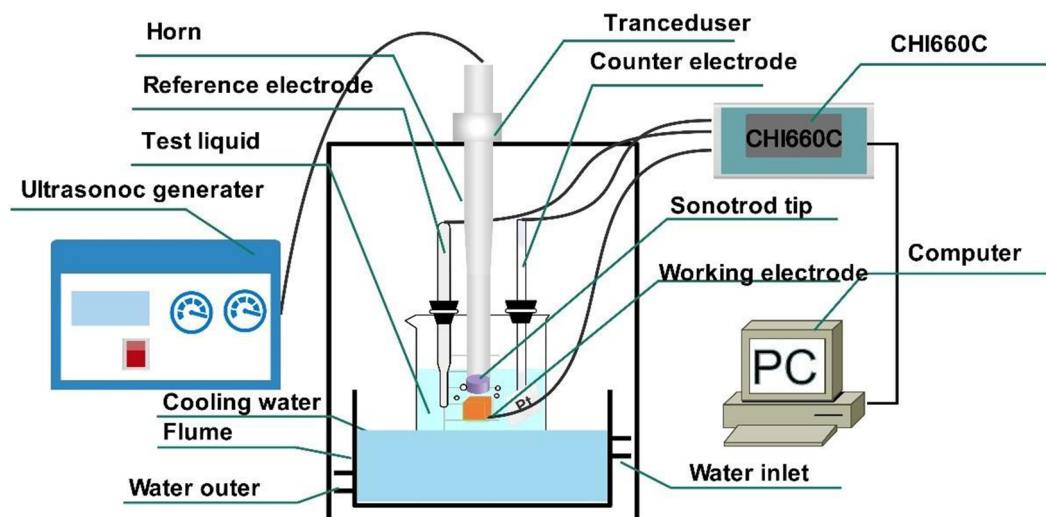 Tranceduser
Horn
CHI660C
Counter electrode
Reference electrode
Test liquid
CHI660C
Ultrasonoc generater
Sonotrod tip
Computer
Working electrode
PC
Pt
Cooling water
Flume
Water inlet
Water outer